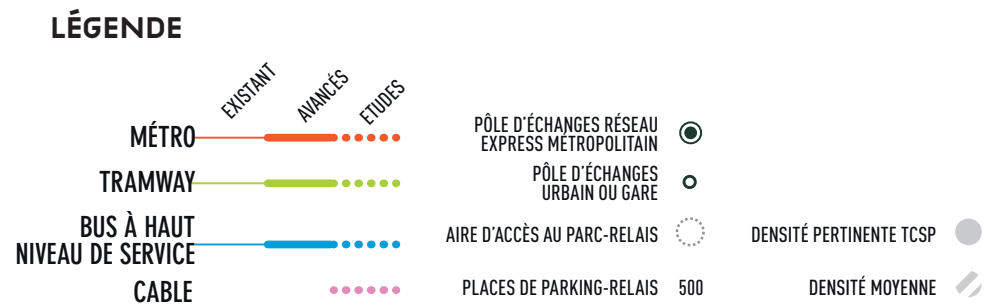 LÉGENDE
EXISTANT
AVANCÉS
ETUDES
MÉTRO
TRAMWAY
BUS À HAUT
NIVEAU DE SERVICE
CABLE
PÔLE D'ÉCHANGES RÉSEAU
EXPRESS MÉTROPOLITAIN
PÔLE D'ÉCHANGES
URBAIN OU GARE
AIRE D'ACCÈS AU PARC-RELAIS
PLACES DE PARKING-RELAIS 500
DENSITÉ PERTINENTE TCSP
DENSITÉ MOYENNE